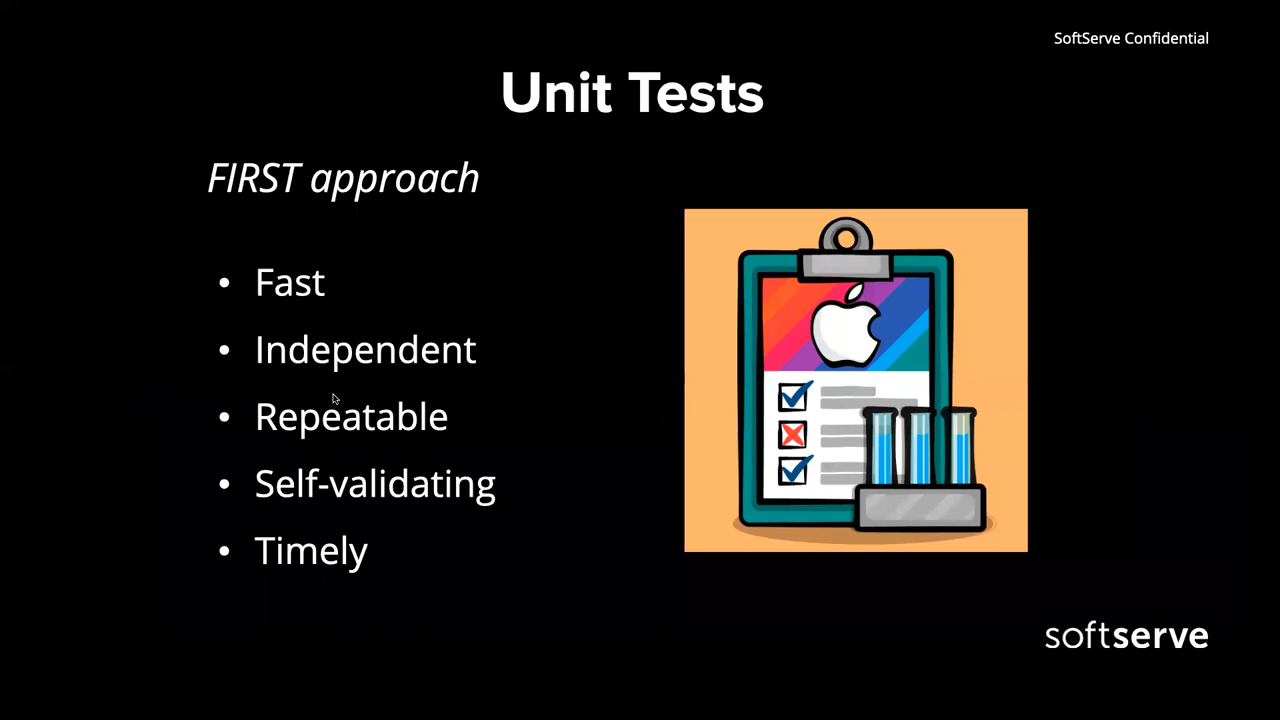 SoftServe Confidential
Unit Tests
FIRST approach
• Fast
• Independent
• Repeatable
• Self-validating
• Timely
softserve